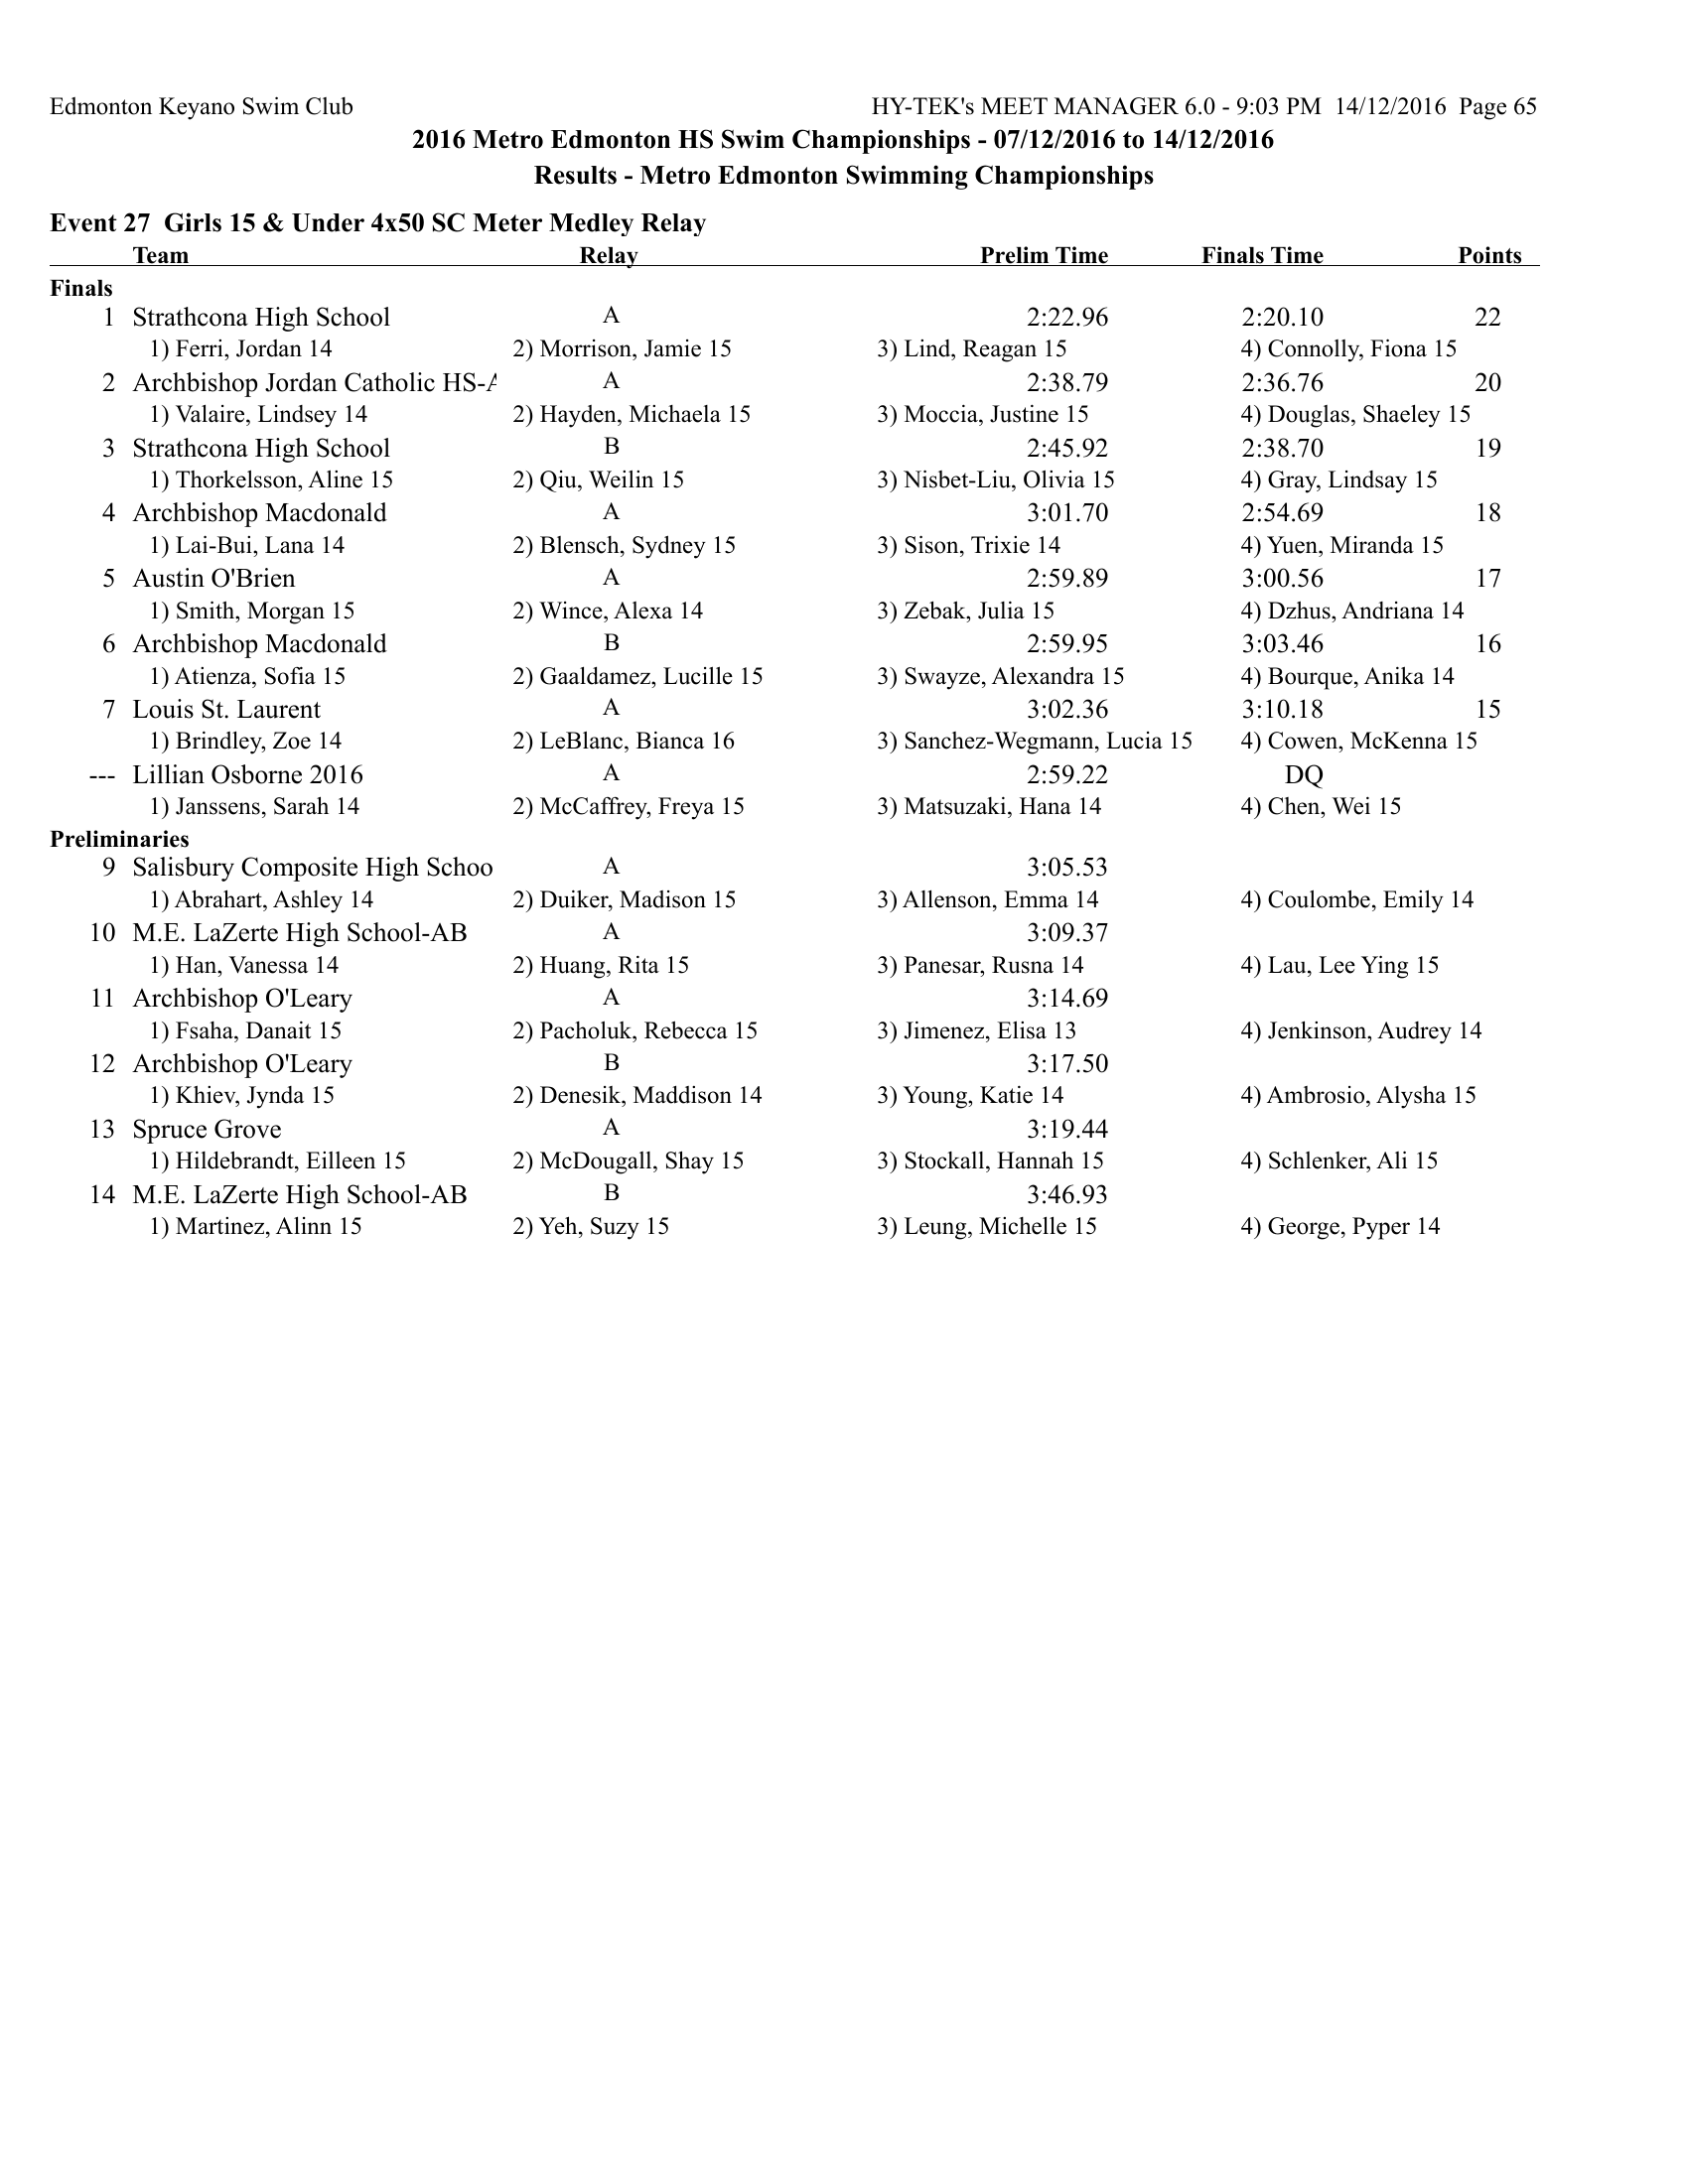 Edmonton Keyano Swim Club HY-TEK's MEET MANAGER 6.0 - 9:03 PM 14/12/2016 Page 65
2016 Metro Edmonton HS Swim Championships - 07/12/2016 to 14/12/2016
Results - Metro Edmonton Swimming Championships
Event 27 Girls 15 & Under 4x50 SC Meter Medley Relay
Team Relay Prelim Time Finals Time Points
Finals
1 Strathcona High School A 2:22.96 2:20.10 22
1) Ferri, Jordan 14 2) Morrison, Jamie 15 3) Lind, Reagan 15 4) Connolly, Fiona 15
2 Archbishop Jordan Catholic HS-A A 2:38.79 2:36.76 20
1) Valaire, Lindsey 14 2) Hayden, Michaela 15 3) Moccia, Justine 15 4) Douglas, Shaeley 15
3 Strathcona High School B 2:45.92 2:38.70 19
1) Thorkelsson, Aline 15 2) Qiu, Weilin 15 3) Nisbet-Liu, Olivia 15 4) Gray, Lindsay 15
4 Archbishop Macdonald A 3:01.70 2:54.69 18
1) Lai-Bui, Lana 14 2) Blensch, Sydney 15 3) Sison, Trixie 14 4) Yuen, Miranda 15
5 Austin O'Brien A 2:59.89 3:00.56 17
1) Smith, Morgan 15 2) Wince, Alexa 14 3) Zebak, Julia 15 4) Dzhus, Andriana 14
6 Archbishop Macdonald B 2:59.95 3:03.46 16
1) Atienza, Sofia 15 2) Gaaldamez, Lucille 15 3) Swayze, Alexandra 15 4) Bourque, Anika 14
7 Louis St. Laurent A 3:02.36 3:10.18 15
1) Brindley, Zoe 14 2) LeBlanc, Bianca 16 3) Sanchez-Wegmann, Lucia 15 4) Cowen, McKenna 15
--- Lillian Osborne 2016 A 2:59.22 DQ
1) Janssens, Sarah 14 2) McCaffrey, Freya 15 3) Matsuzaki, Hana 14 4) Chen, Wei 15
Preliminaries
9 Salisbury Composite High Schoo A 3:05.53
1) Abrahart, Ashley 14 2) Duiker, Madison 15 3) Allenson, Emma 14 4) Coulombe, Emily 14
10 M.E. LaZerte High School-AB A 3:09.37
1) Han, Vanessa 14 2) Huang, Rita 15 3) Panesar, Rusna 14 4) Lau, Lee Ying 15
11 Archbishop O'Leary A 3:14.69
1) Fsaha, Danait 15 2) Pacholuk, Rebecca 15 3) Jimenez, Elisa 13 4) Jenkinson, Audrey 14
12 Archbishop O'Leary B 3:17.50
1) Khiev, Jynda 15 2) Denesik, Maddison 14 3) Young, Katie 14 4) Ambrosio, Alysha 15
13 Spruce Grove A 3:19.44
1) Hildebrandt, Eilleen 15 2) McDougall, Shay 15 3) Stockall, Hannah 15 4) Schlenker, Ali 15
14 M.E. LaZerte High School-AB B 3:46.93
1) Martinez, Alinn 15 2) Yeh, Suzy 15 3) Leung, Michelle 15 4) George, Pyper 14